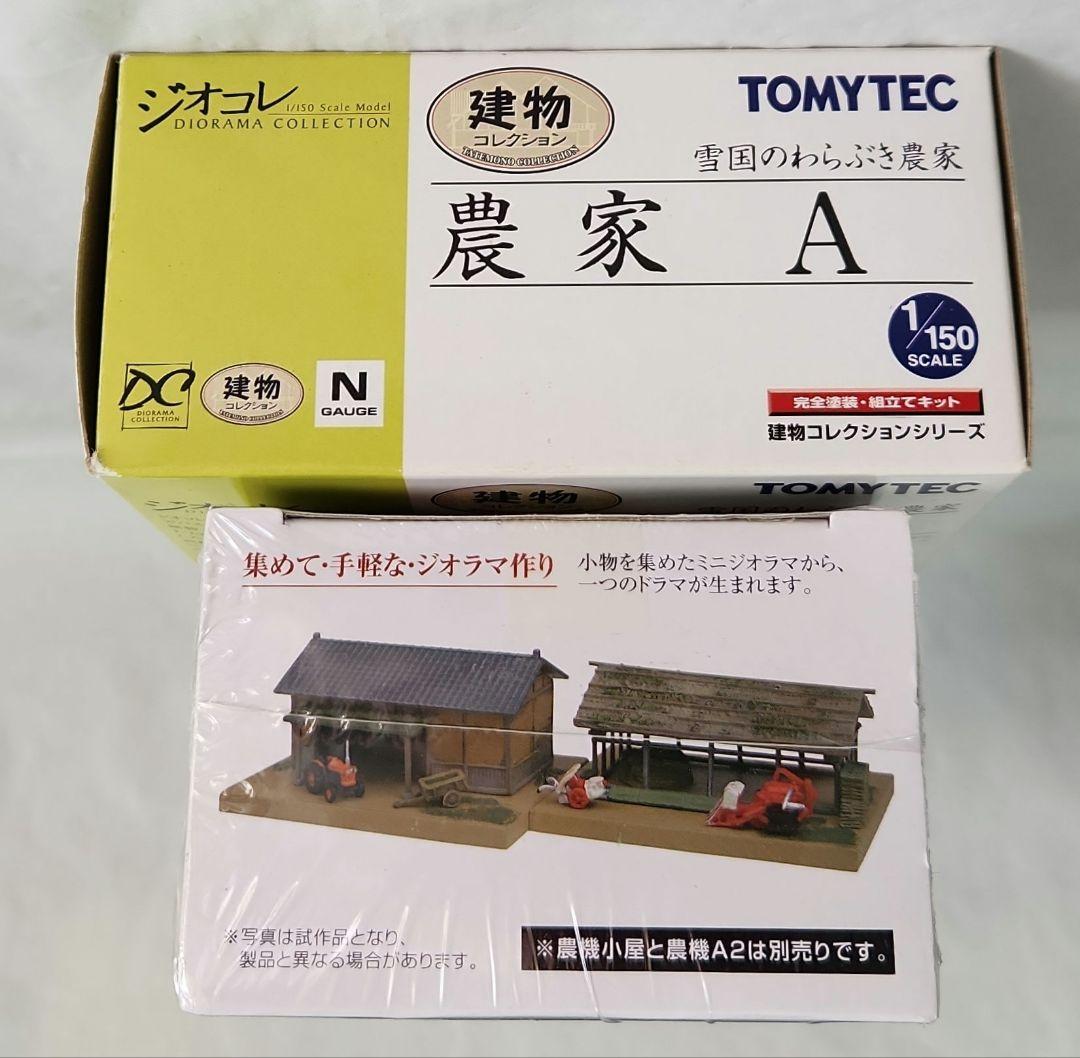 ジオコレ
1/150 Scale Model
DIORAMA COLLECTION
建物
コレクション
TATEMONO COLLECTION
TOMYTEC
雪国のわらぶき農家
農家 A
1/150
SCALE
DC
DIORAMA
COLLECTION
建物
コレクション
N
GAUGE
完全塗装・組立てキット
建物コレクションシリーズ
ジオコレ
建物
TOMYTEC
集めて・手軽な・ジオラマ作り
小物を集めたミニジオラマから、
一つのドラマが生まれます。
※写真は試作品となり、
製品と異なる場合があります。
※農機小屋と農機A2は別売りです。